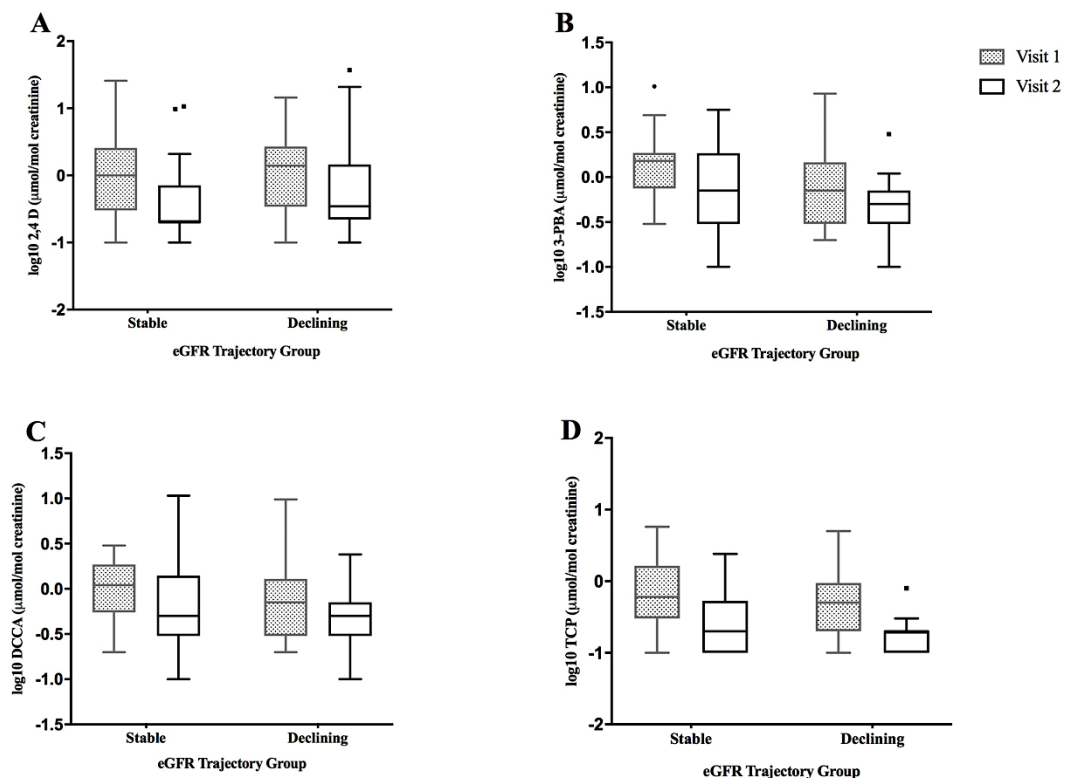 A
log10 2,4 D (µmol/mol creatinine)
2
1
0
-1
-2
Stable Declining
eGFR Trajectory Group
B
log10 3-PBA (µmol/mol creatinine)
1.5
1.0
0.5
0.0
-0.5
-1.0
-1.5
Stable Declining
eGFR Trajectory Group
Visit 1
Visit 2
C
log10 DCCA (µmol/mol creatinine)
1.5
1.0
0.5
0.0
-0.5
-1.0
-1.5
Stable Declining
eGFR Trajectory Group
D
log10 TCP (µmol/mol creatinine)
2
1
-0
-1
-2
Stable Declining
eGFR Trajectory Group